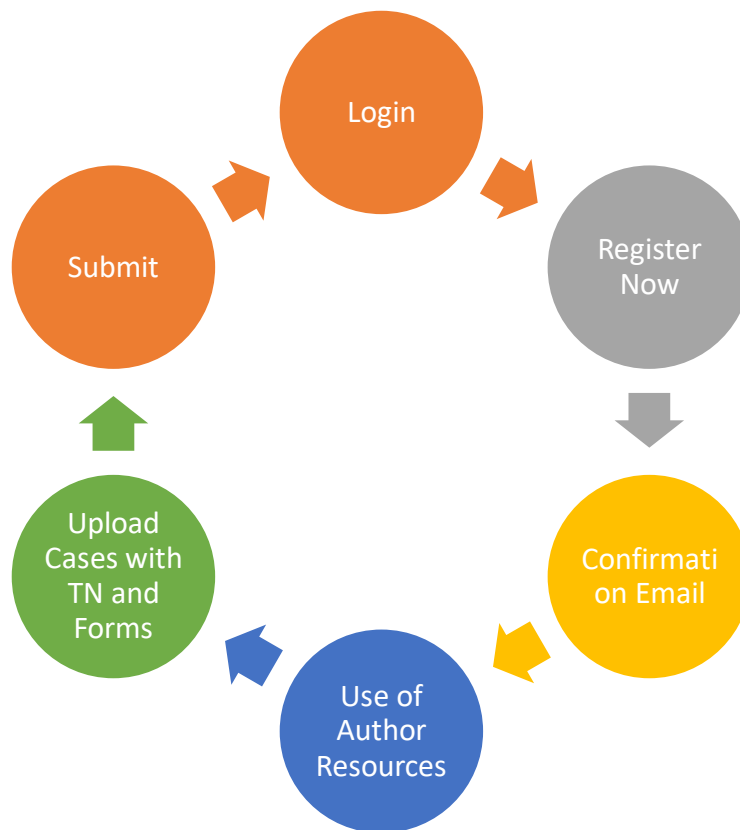 Login
Register
Now
Confirmati
on Email
Use of
Author
Resources
Upload
Cases with
TN and
Forms
Submit